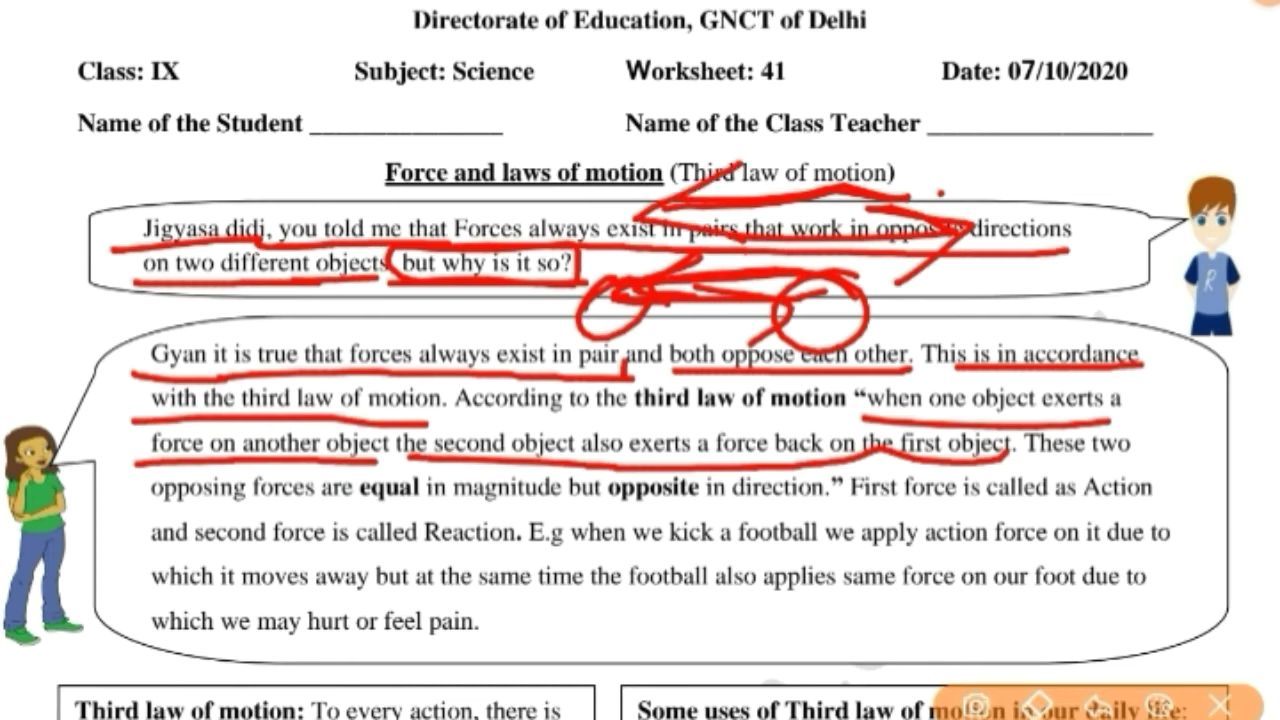 Directorate of Education, GNCT of Delhi
Class: IX Subject: Science Worksheet: 41 Date: 07/10/2020
Name of the Student _______________ Name of the Class Teacher __________________
Force and laws of motion (Third law of motion)
Jigyasa didi, you told me that Forces always exist in pairs that work in opposite directions
on two different objects but why is it so?
R
Gyan it is true that forces always exist in pair and both oppose each other. This is in accordance
with the third law of motion. According to the third law of motion “when one object exerts a
force on another object the second object also exerts a force back on the first object. These two
opposing forces are equal in magnitude but opposite in direction.” First force is called as Action
and second force is called Reaction. E.g when we kick a football we apply action force on it due to
which it moves away but at the same time the football also applies same force on our foot due to
which we may hurt or feel pain.
Third law of motion: To every action, there is
Some uses of Third law of motion in our daily life: